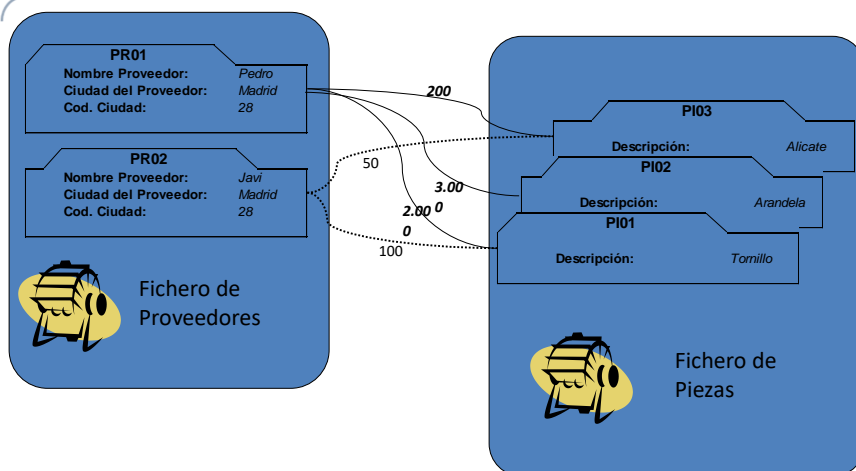 PR01
Nombre Proveedor: Pedro
Ciudad del Proveedor: Madrid
Cod. Ciudad: 28
PR02
Nombre Proveedor: Javi
Ciudad del Proveedor: Madrid
Cod. Ciudad: 28
Fichero de
Proveedores
200
50
3.00
0
2.00
0
100
PI03
Descripción: Alicate
PI02
Descripción: Arandela
PI01
Descripción: Tornillo
Fichero de
Piezas